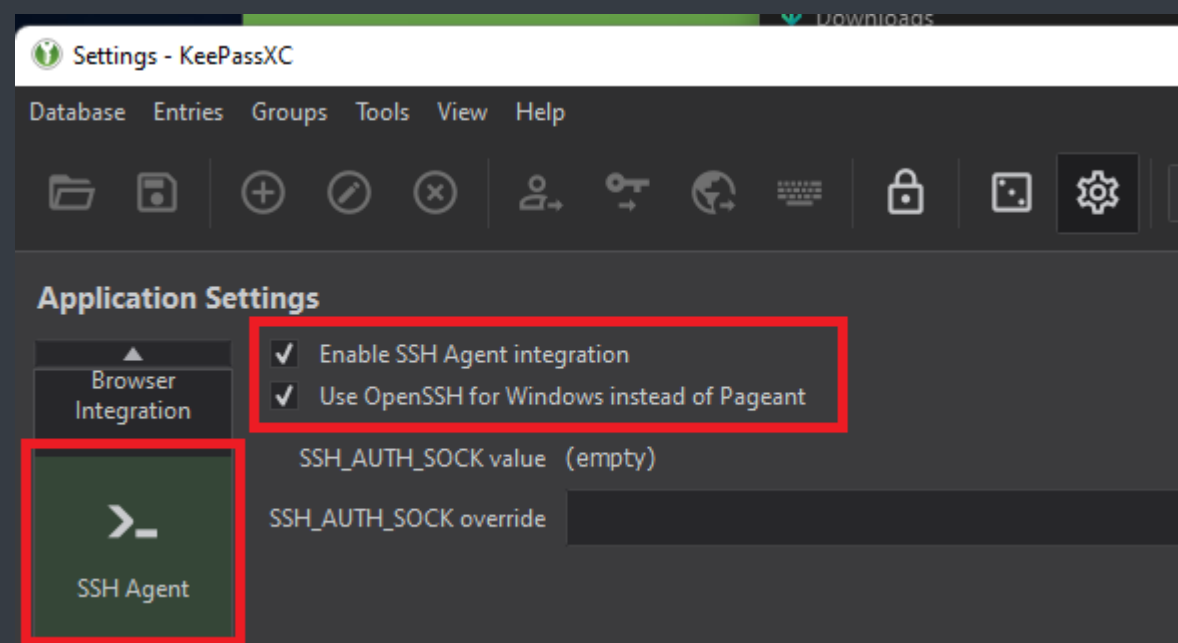 Downloads
Settings - KeePassXC
Database Entries Groups Tools View Help
Application Settings
Enable SSH Agent integration
Browser
Integration
Use OpenSSH for Windows instead of Pageant
SSH_AUTH_SOCK value (empty)
SSH_AUTH_SOCK override
SSH Agent